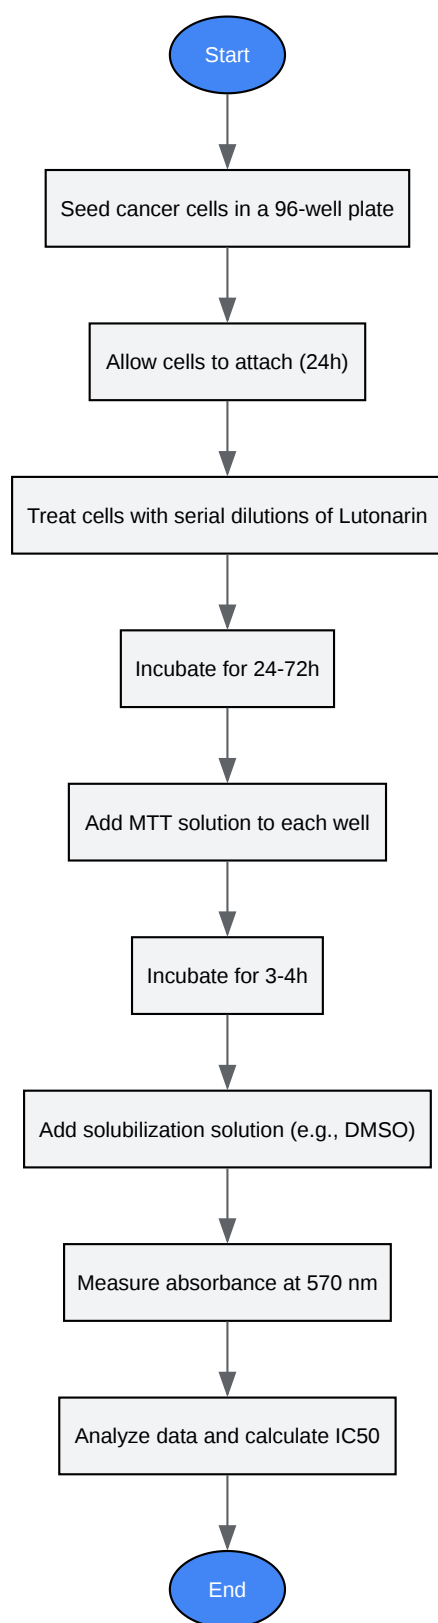 Start
Seed cancer cells in a 96-well plate
Allow cells to attach (24h)
Treat cells with serial dilutions of Lutonarin
Incubate for 24-72h
Add MTT solution to each well
Incubate for 3-4h
Add solubilization solution (e.g., DMSO)
Measure absorbance at 570 nm
Analyze data and calculate IC50
End